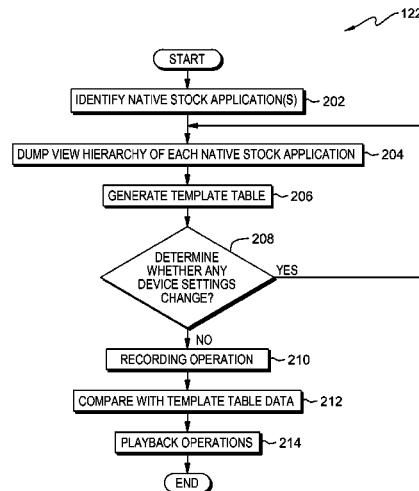 122
START
IDENTIFY NATIVE STOCK APPLICATION(S)
202
DUMP VIEW HIERARCHY OF EACH NATIVE STOCK APPLICATION
204
GENERATE TEMPLATE TABLE
206
208
DETERMINE
WHETHER ANY
DEVICE SETTINGS
CHANGE?
YES
NO
RECORDING OPERATION
210
COMPARE WITH TEMPLATE TABLE DATA
212
PLAYBACK OPERATIONS
214
END